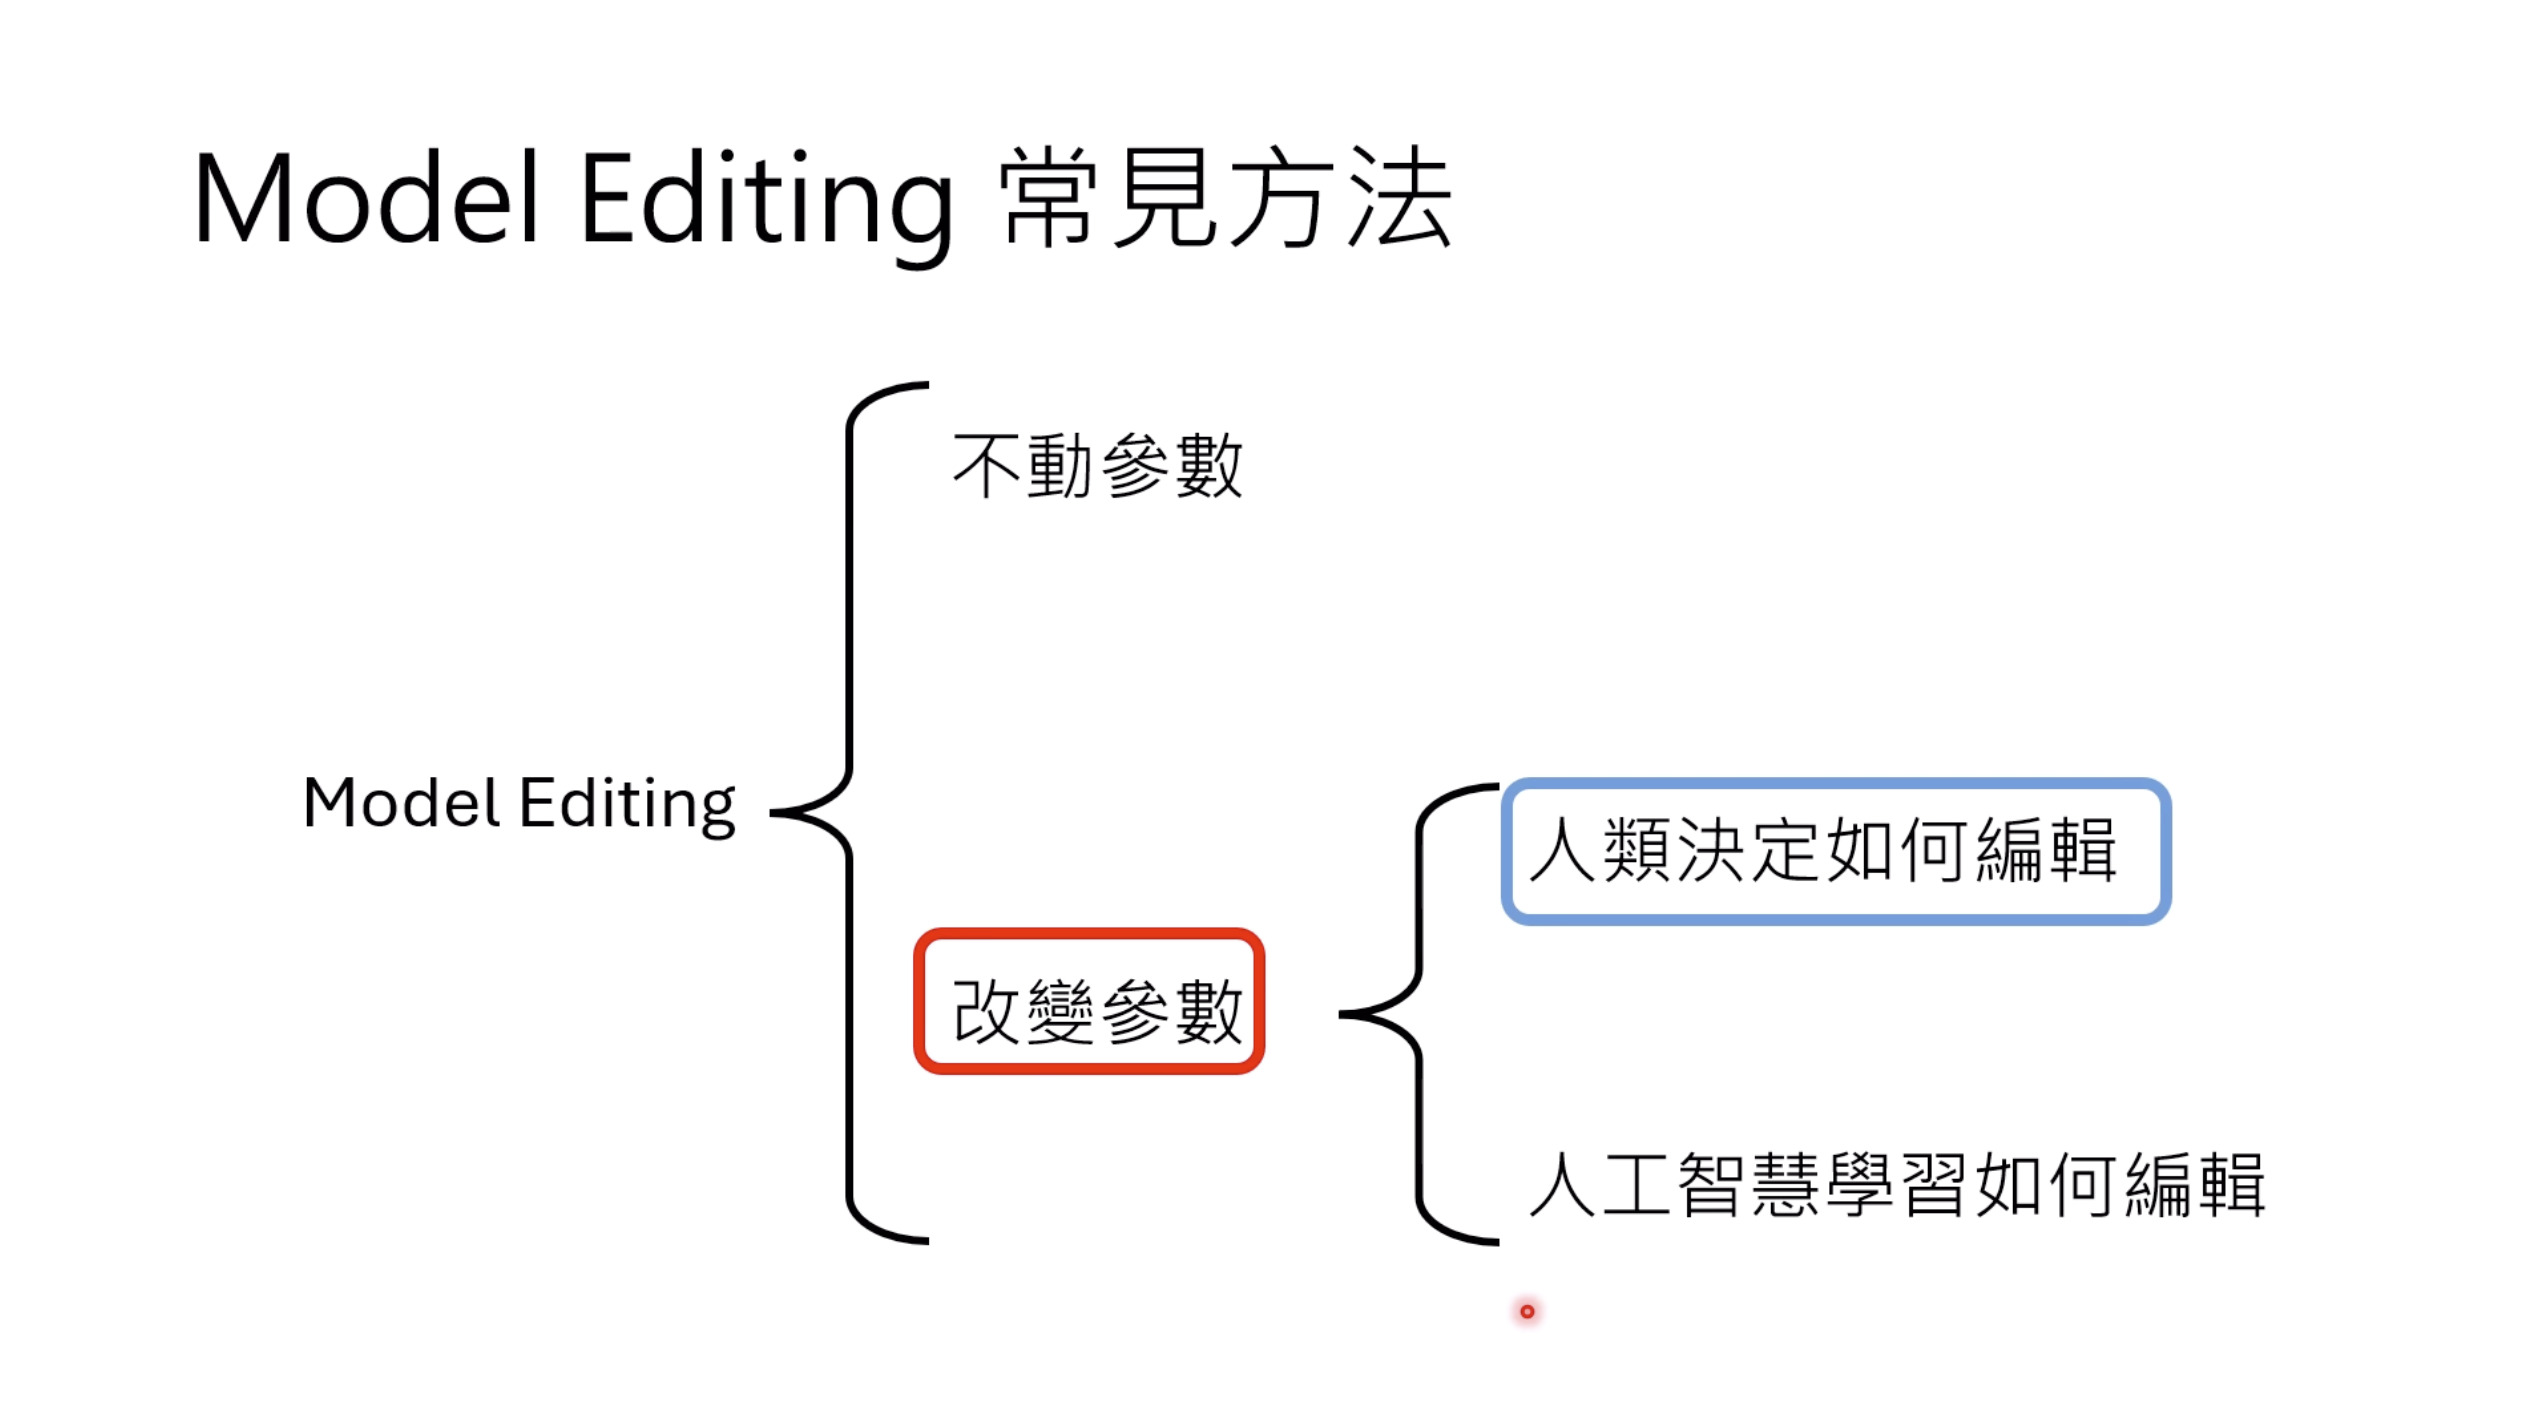 Model Editing 常見方法
不動參數
Model Editing
人類決定如何編輯
改變參數
人工智慧學習如何編輯